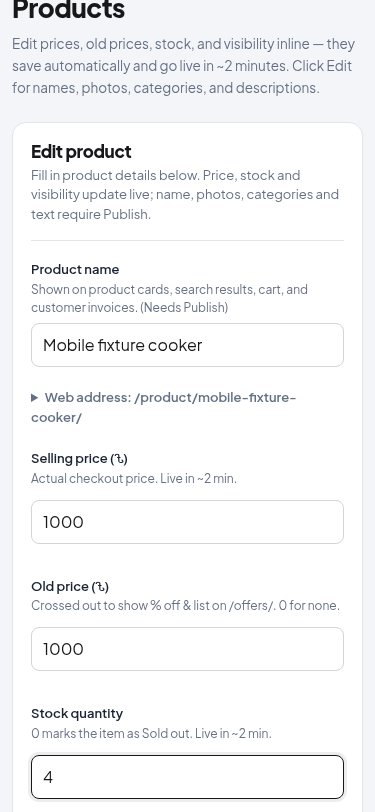 Products
Edit prices, old prices, stock, and visibility inline — they
save automatically and go live in ~2 minutes. Click Edit
for names, photos, categories, and descriptions.
Edit product
Fill in product details below. Price, stock and
visibility update live; name, photos, categories and
text require Publish.
Product name
Shown on product cards, search results, cart, and
customer invoices. (Needs Publish)
Mobile fixture cooker
▶ Web address: /product/mobile-fixture-
cooker/
Selling price (৳)
Actual checkout price. Live in ~2 min.
1000
Old price (৳)
Crossed out to show % off & list on /offers/. 0 for none.
1000
Stock quantity
0 marks the item as Sold out. Live in ~2 min.
4